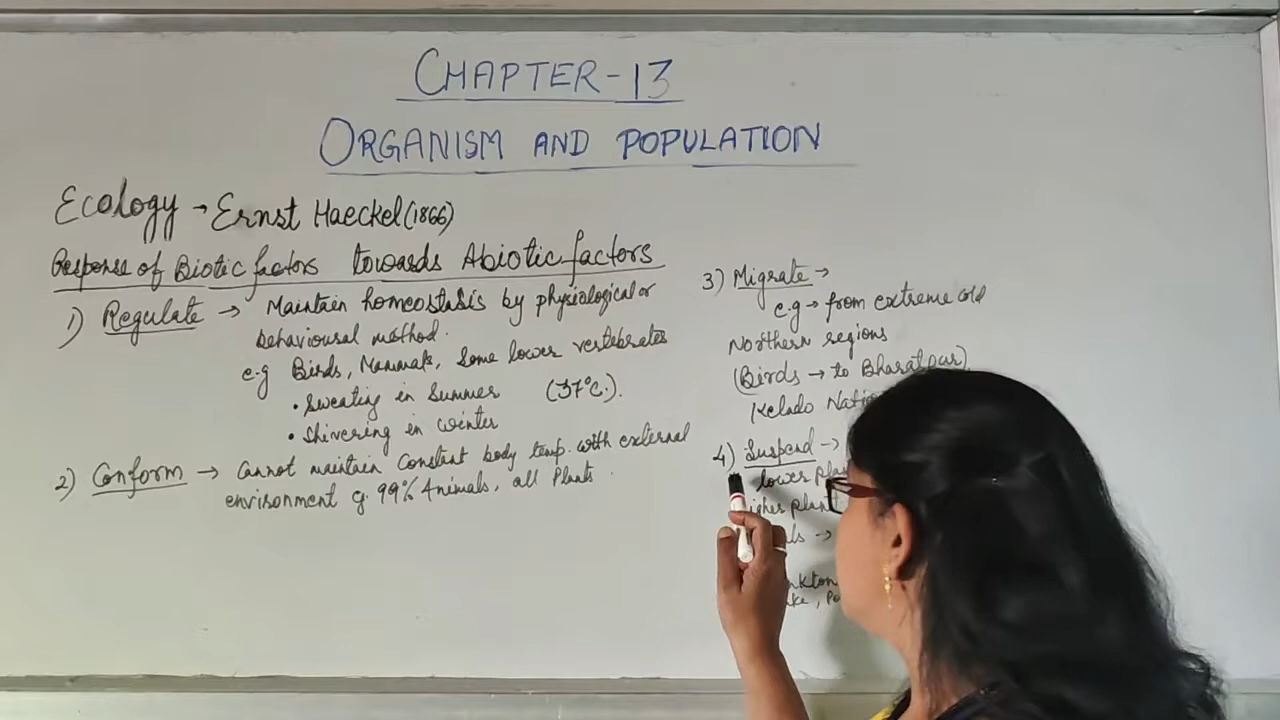 CHAPTER-13
ORGANISM AND POPULATION
Ecology → Ernst Haeckel (1866)
Response of Biotic factors towards Abiotic factors
1) Regulate → Maintain homeostasis by physiological or
behavioural method.
e.g Birds, Mammals, Some lower vertebrates
• Sweating in Summer (37°C).
• Shivering in winter
2) Conform → Cannot maintain Constant body temp. with external
environment eg. 99% Animals, all Plants.
3) Migrate →
e.g → from extreme cold
Northern regions
(Birds → to Bharatpur)
Kelado
4) Suspend →
lower